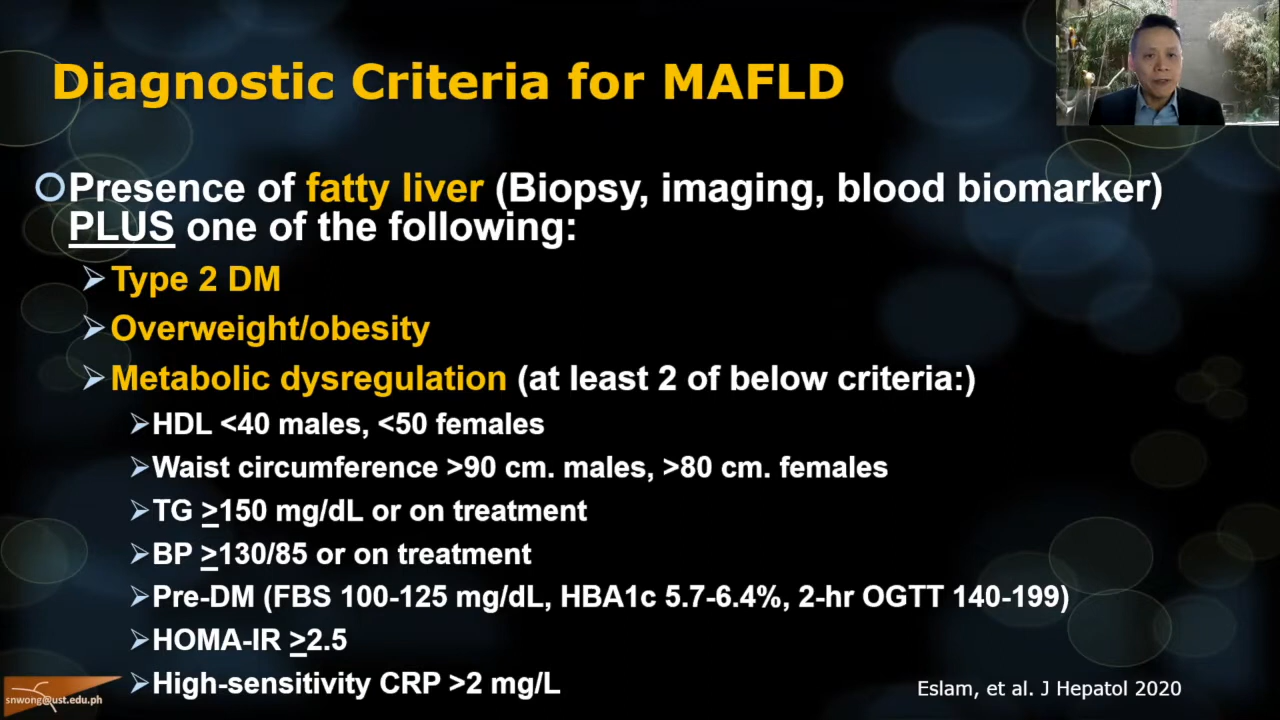 Diagnostic Criteria for MAFLD
Presence of fatty liver (Biopsy, imaging, blood biomarker)
PLUS one of the following:
Type 2 DM
Overweight/obesity
Metabolic dysregulation (at least 2 of below criteria:)
HDL <40 males, <50 females
Waist circumference >90 cm. males, >80 cm. females
TG ≥150 mg/dL or on treatment
BP ≥130/85 or on treatment
Pre-DM (FBS 100-125 mg/dL, HBA1c 5.7-6.4%, 2-hr OGTT 140-199)
HOMA-IR ≥2.5
High-sensitivity CRP >2 mg/L
snwong@ust.edu.ph
Eslam, et al. J Hepatol 2020